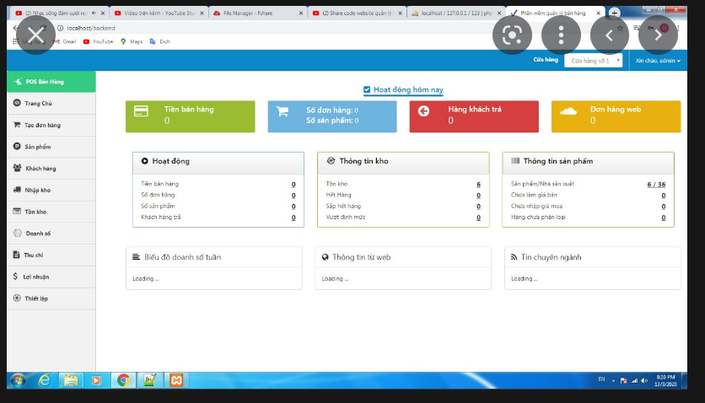 (2) Nhạc sống đám cưới
Video trên kênh - YouTube Stu
File Manager - Fshare
(2) Share code website quản lý
localhost / 127.0.0.1 / 123 | ph
Phần mềm quản lý bán hàng
localhost/backend
Gmail
YouTube
Maps
Dịch
Cửa hàng
Cửa hàng số 1
Xin chào, admin
POS Bán Hàng
Trang Chủ
Tạo đơn hàng
Sản phẩm
Khách hàng
Nhập kho
Tồn kho
Doanh số
Thu chi
$ Lợi nhuận
Thiết lập
Hoạt động hôm nay
Tiền bán hàng
0
Số đơn hàng: 0
Số sản phẩm: 0
Hàng khách trả
0
Đơn hàng web
0
Hoạt động
Tiền bán hàng 0
Số đơn hàng 0
Số sản phẩm 0
Khách hàng trả 0
Thông tin kho
Tồn kho 6
Hết Hàng 0
Sắp hết hàng 0
Vượt định mức 0
Thông tin sản phẩm
Sản phẩm/Nhà sản xuất 6 / 36
Chưa làm giá bán 0
Chưa nhập giá mua 0
Hàng chưa phân loại 0
Biểu đồ doanh số tuần
Loading ...
Thông tin từ web
Loading ...
Tin chuyên ngành
Loading ...
EN
8:33 PM
13/3/2020